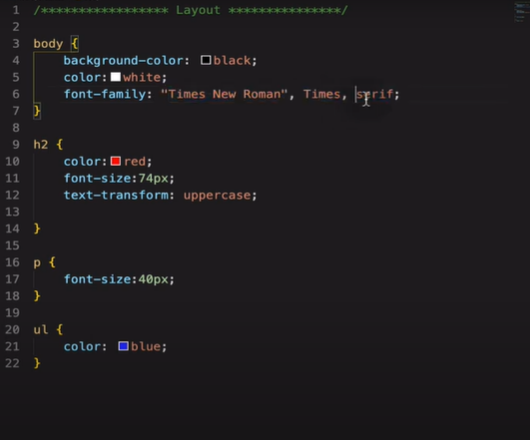 1 /***************** Layout ***************/
2
3 body {
4 background-color: black;
5 color: white;
6 font-family: "Times New Roman", Times, serif;
7 }
8
9 h2 {
10 color: red;
11 font-size:74px;
12 text-transform: uppercase;
13
14 }
15
16 p {
17 font-size:40px;
18 }
19
20 ul {
21 color: blue;
22 }